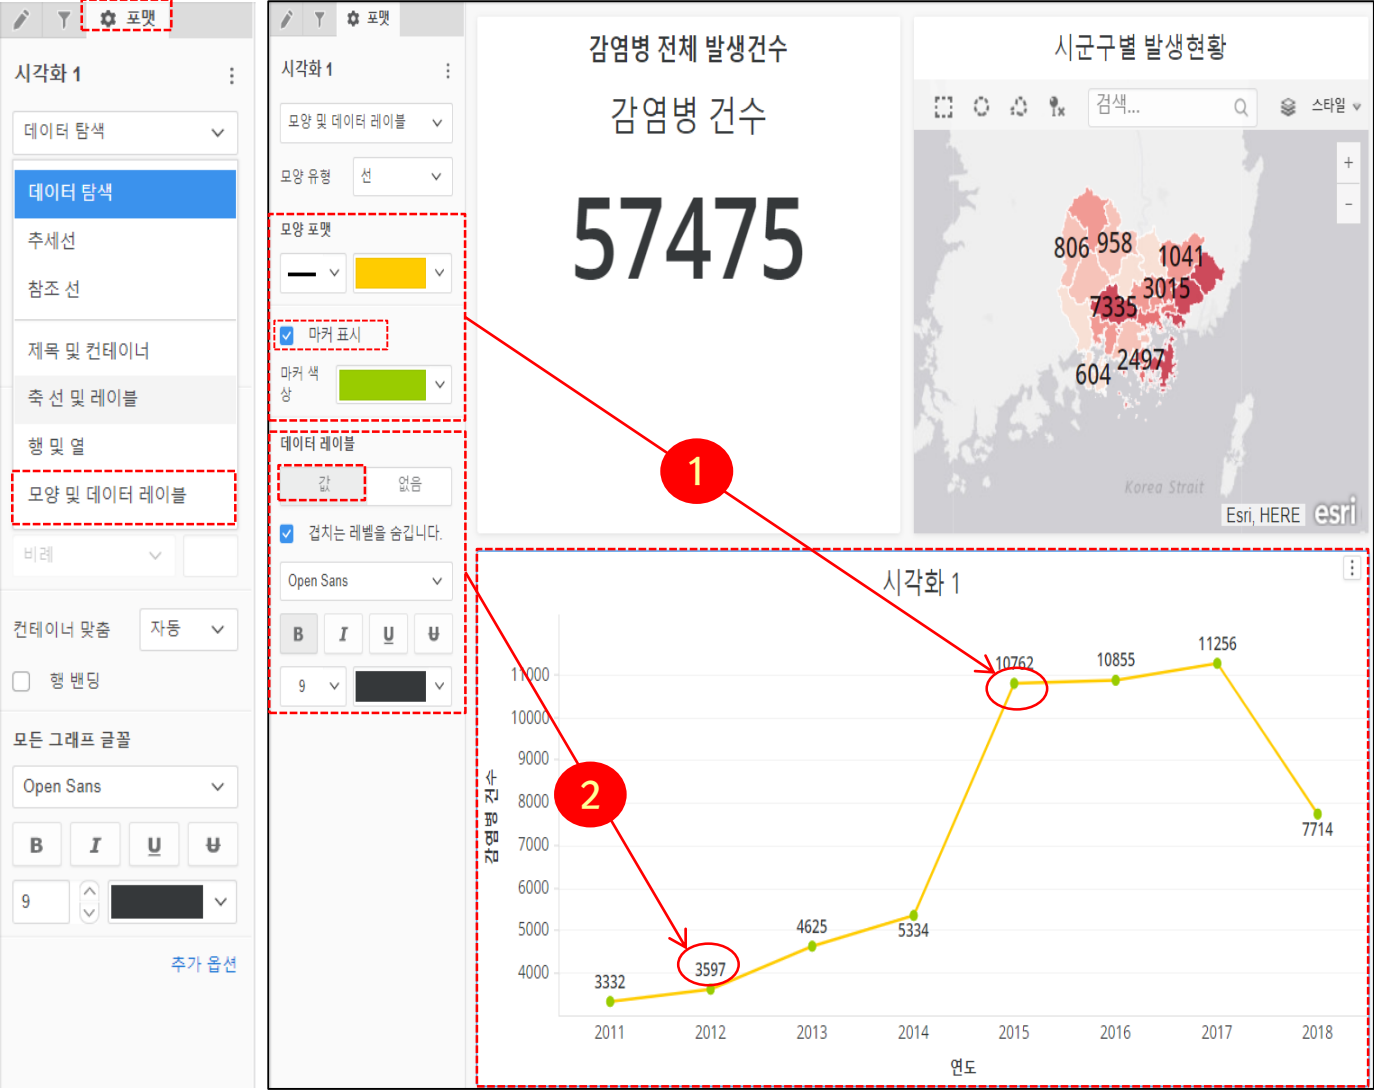 포맷
시각화 1
데이터 탐색
데이터 탐색
추세선
참조 선
제목 및 컨테이너
축 선 및 레이블
행 및 열
모양 및 데이터 레이블
비례
컨테이너 맞춤
자동
행 밴딩
모든 그래프 글꼴
Open Sans
B I U U
9
추가 옵션
포맷
시각화 1
모양 및 데이터 레이블
모양 유형
선
모양 포맷
마커 표시
마커 색
상
데이터 레이블
값
없음
겹치는 레벨을 숨깁니다.
Open Sans
B I U U
9
감염병 전체 발생건수
감염병 건수
57475
시군구별 발생현황
검색...
스타일
+
-
806
958
1041
3015
7335
2497
604
Korea Strait
Esri, HERE
esri
1
2
시각화 1
감염병 건수
11000
10000
9000
8000
7000
6000
5000
4000
3332
3597
4625
5334
10762
10855
11256
7714
2011
2012
2013
2014
2015
2016
2017
2018
연도